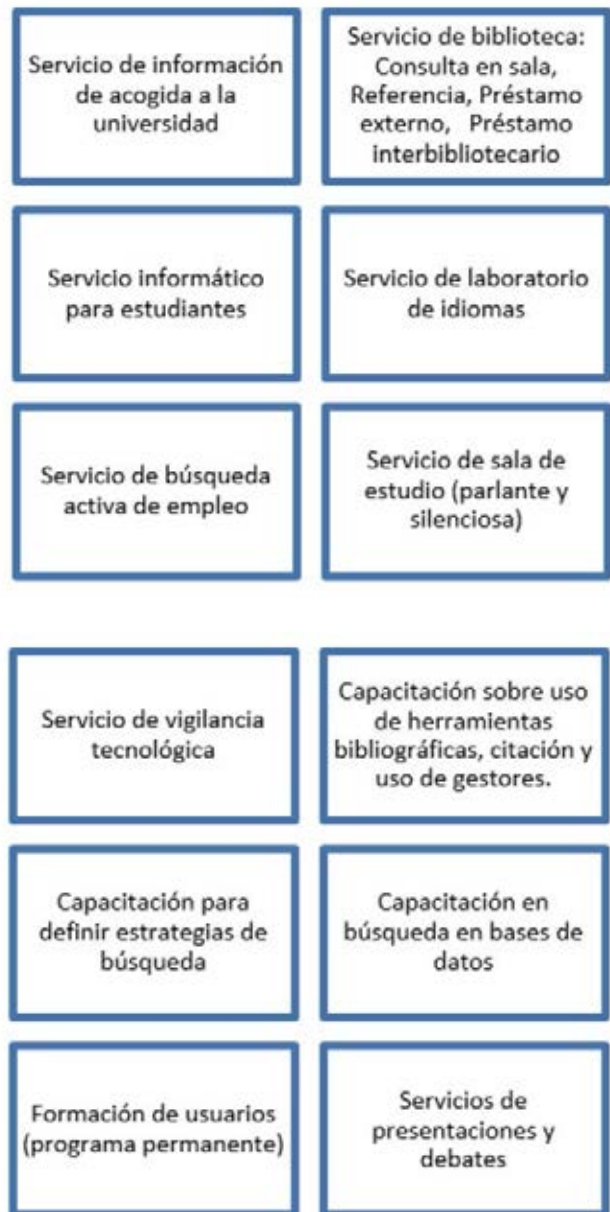 Servicio de información
de acogida a la
universidad
Servicio de biblioteca:
Consulta en sala,
Referencia, Préstamo
externo, Préstamo
interbibliotecario
Servicio informático
para estudiantes
Servicio de laboratorio
de idiomas
Servicio de búsqueda
activa de empleo
Servicio de sala de
estudio (parlante y
silenciosa)
Servicio de vigilancia
tecnológica
Capacitación sobre uso
de herramientas
bibliográficas, citación y
uso de gestores.
Capacitación para
definir estrategias de
búsqueda
Capacitación en
búsqueda en bases de
datos
Formación de usuarios
(programa permanente)
Servicios de
presentaciones y
debates